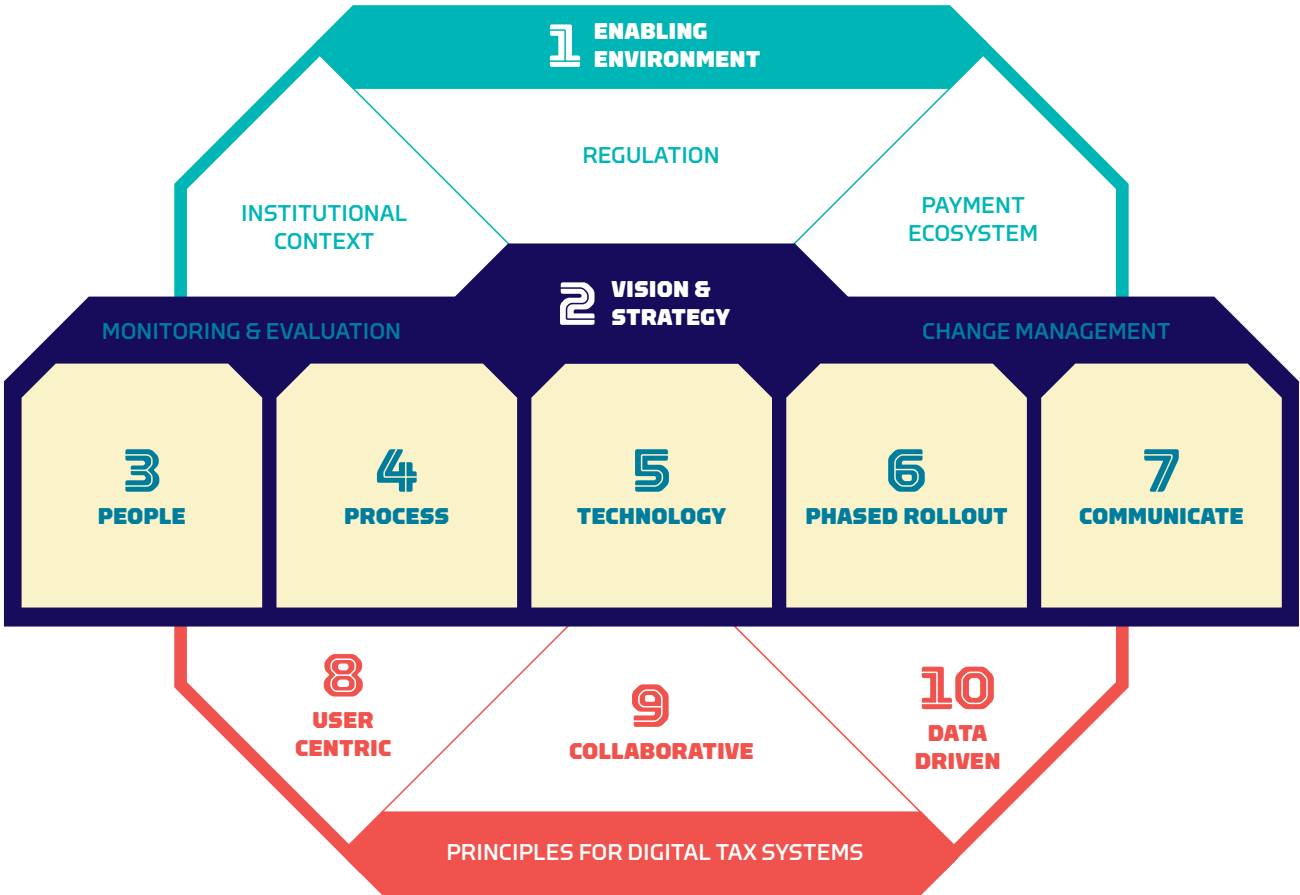 1 ENABLING
ENVIRONMENT
REGULATION
INSTITUTIONAL
CONTEXT
PAYMENT
ECOSYSTEM
2 VISION &
STRATEGY
MONITORING & EVALUATION
CHANGE MANAGEMENT
3
PEOPLE
4
PROCESS
5
TECHNOLOGY
6
PHASED ROLLOUT
7
COMMUNICATE
8
USER
CENTRIC
9
COLLABORATIVE
10
DATA
DRIVEN
PRINCIPLES FOR DIGITAL TAX SYSTEMS